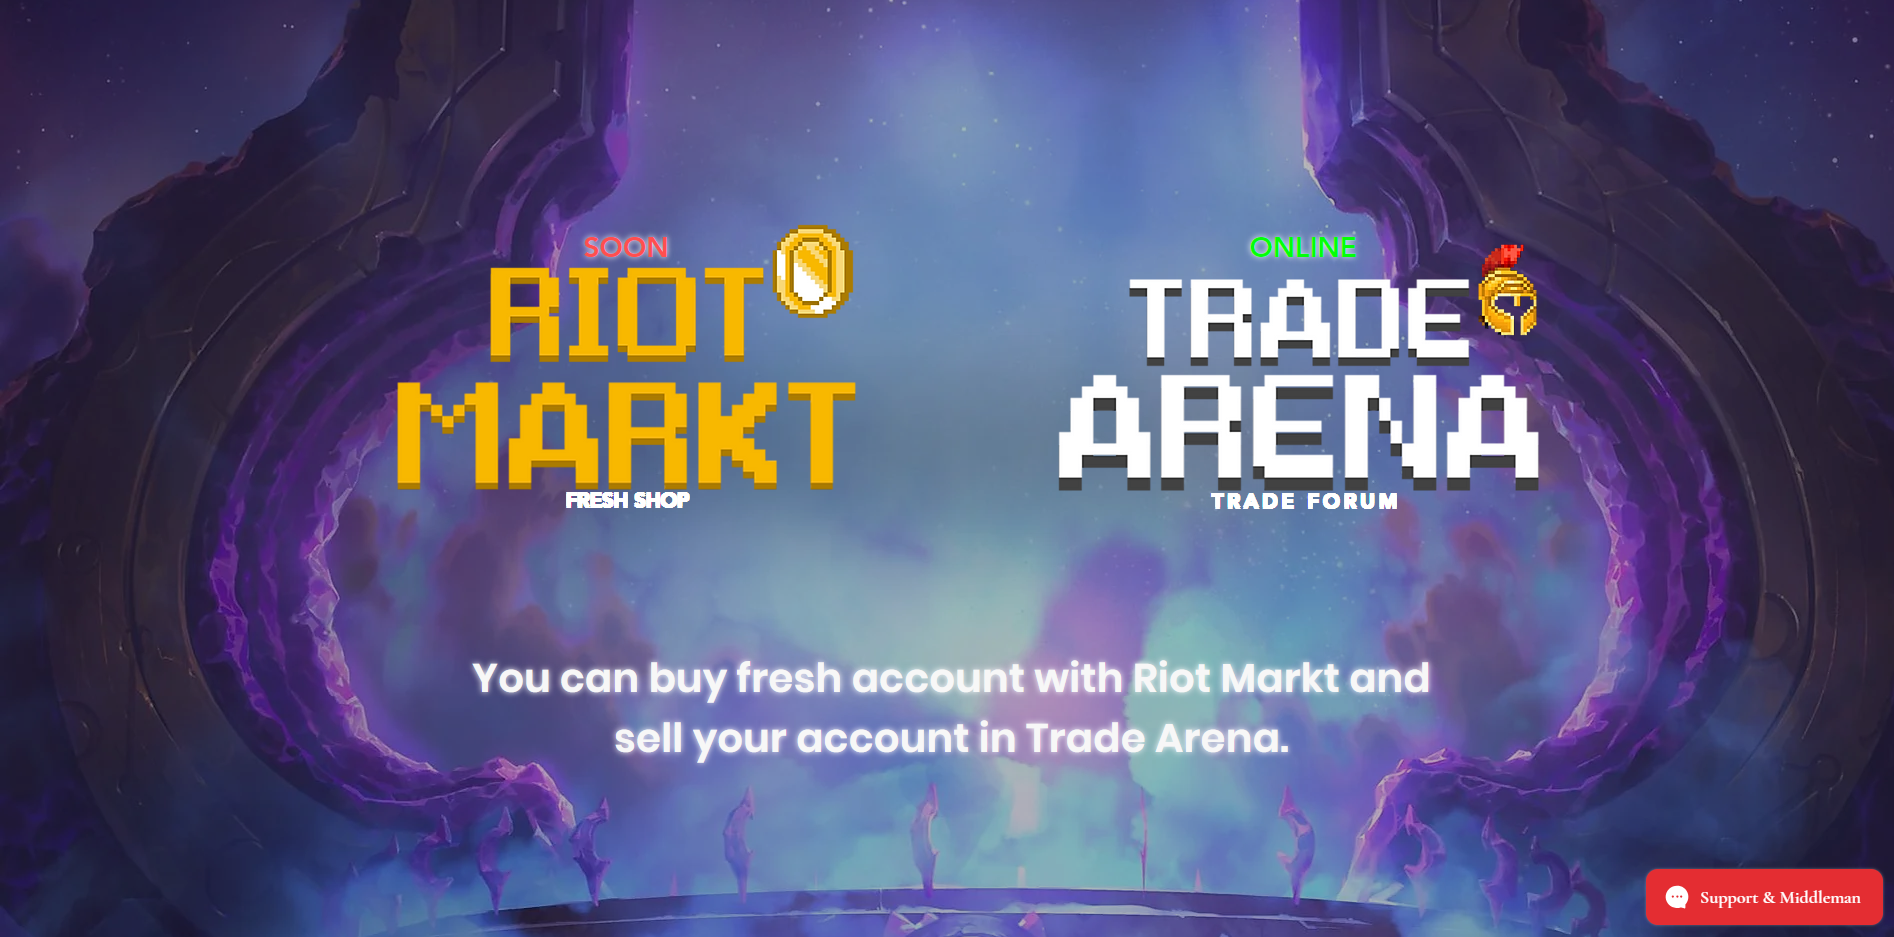 SOON
RIOT
MARKT
FRESH SHOP
ONLINE
TRADE
ARENA
TRADE FORUM
You can buy fresh account with Riot Markt and
sell your account in Trade Arena.
Support & Middleman